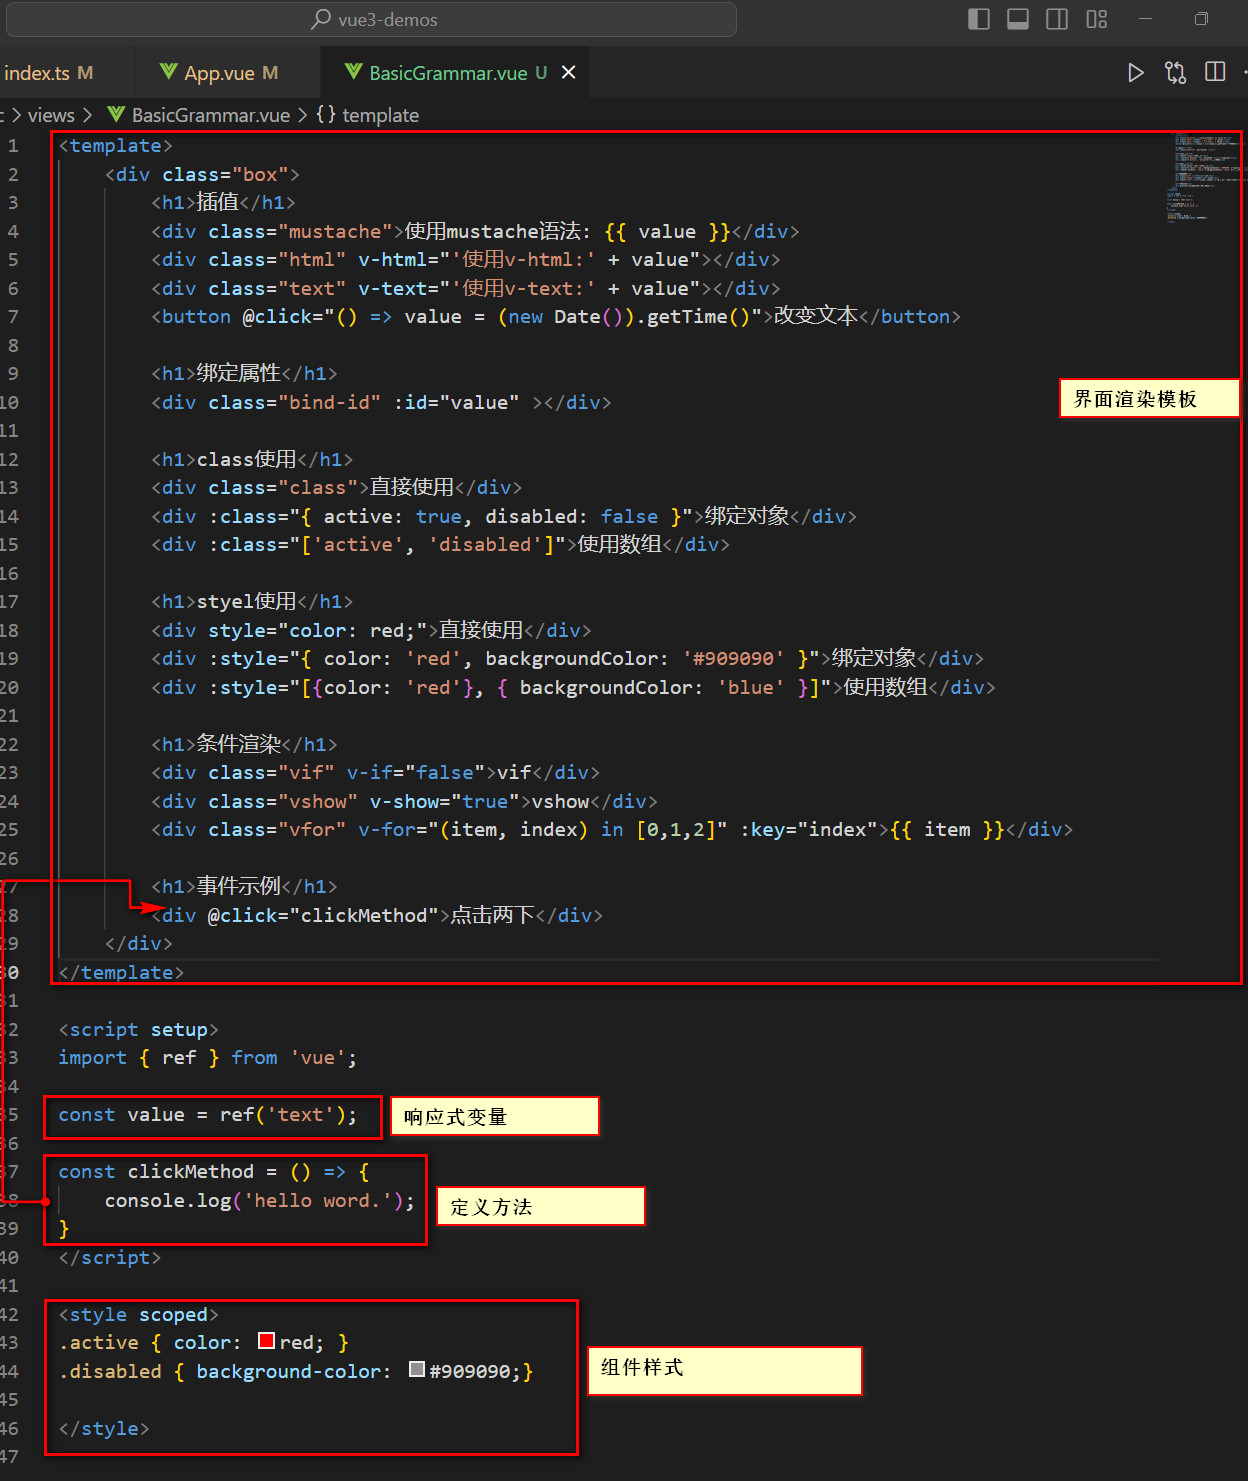 vue3-demos
index.ts M
App.vue M
BasicGrammar.vue U
views > BasicGrammar.vue > {} template
1 <template>
2 <div class="box">
3 <h1>插值</h1>
4 <div class="mustache">使用mustache语法: {{ value }}</div>
5 <div class="html" v-html="'使用v-html:' + value"></div>
6 <div class="text" v-text="'使用v-text:' + value"></div>
7 <button @click="() => value = (new Date()).getTime()">改变文本</button>
8
9 <h1>绑定属性</h1>
10 <div class="bind-id" :id="value" ></div>
界面渲染模板
11
12 <h1>class使用</h1>
13 <div class="class">直接使用</div>
14 <div :class="{ active: true, disabled: false }">绑定对象</div>
15 <div :class="['active', 'disabled']">使用数组</div>
16
17 <h1>styel使用</h1>
18 <div style="color: red;">直接使用</div>
19 <div :style="{ color: 'red', backgroundColor: '#909090' }">绑定对象</div>
20 <div :style="[{color: 'red'}, { backgroundColor: 'blue' }]">使用数组</div>
21
22 <h1>条件渲染</h1>
23 <div class="vif" v-if="false">vif</div>
24 <div class="vshow" v-show="true">vshow</div>
25 <div class="vfor" v-for="(item, index) in [0,1,2]" :key="index">{{ item }}</div>
26
27 <h1>事件示例</h1>
28 <div @click="clickMethod">点击两下</div>
29 </div>
30 </template>
31
32 <script setup>
33 import { ref } from 'vue';
34
35 const value = ref('text');
响应式变量
36
37 const clickMethod = () => {
38 console.log('hello word.');
定义方法
39 }
40 </script>
41
42 <style scoped>
43 .active { color: red; }
44 .disabled { background-color: #909090;}
组件样式
45
46 </style>
47